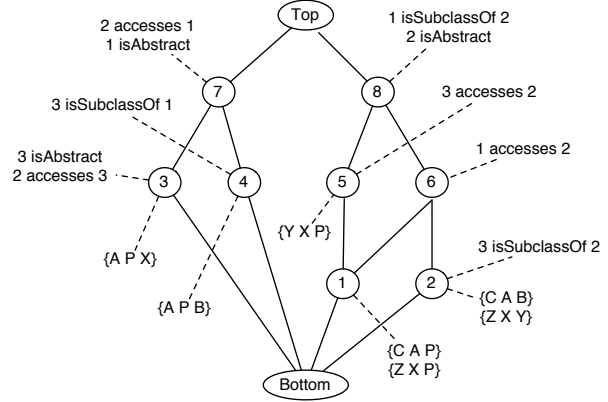 Top
2 accesses 1
1 isAbstract
1 isSubclassOf 2
2 isAbstract
7
8
3 isSubclassOf 1
3 accesses 2
3 isAbstract
2 accesses 3
1 accesses 2
3
4
5
6
{Y X P}
{A P X}
{A P B}
3 isSubclassOf 2
1
2
{C A B}
{Z X Y}
{C A P}
{Z X P}
Bottom